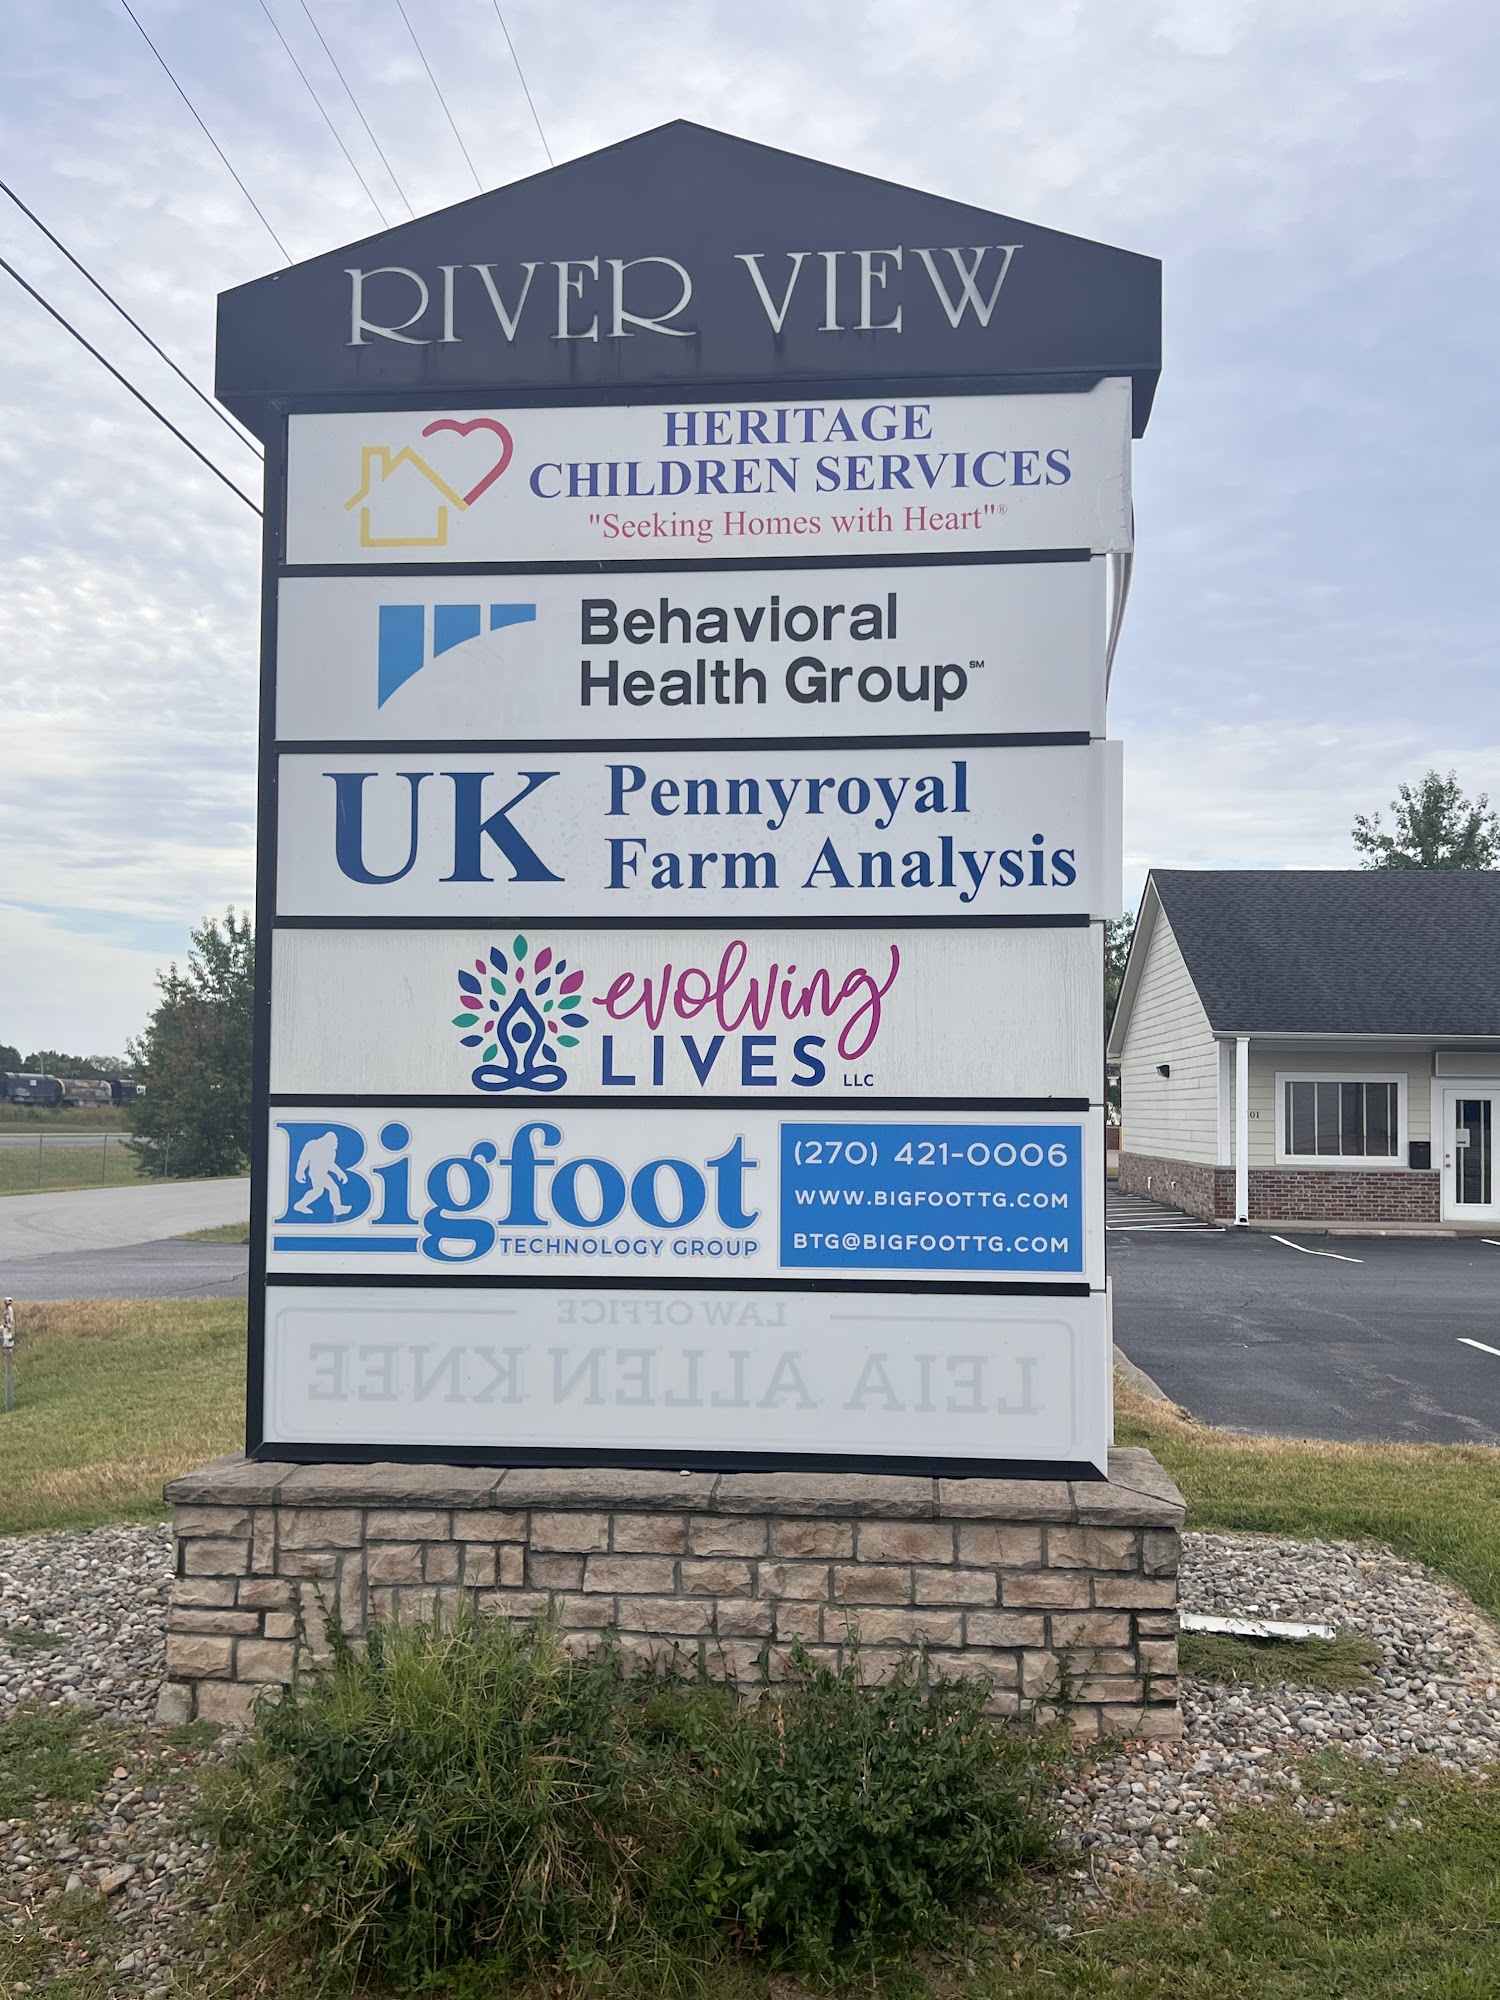 RIVER VIEW
HERITAGE
CHILDREN SERVICES
"Seeking Homes with Heart"®
Behavioral
Health Group℠
UK Pennyroyal
Farm Analysis
evolving
LIVES LLC
Bigfoot
TECHNOLOGY GROUP
(270) 421-0006
WWW.BIGFOOTTG.COM
BTG@BIGFOOTTG.COM
LAW OFFICE
LEIA ALLEN KNEE
01